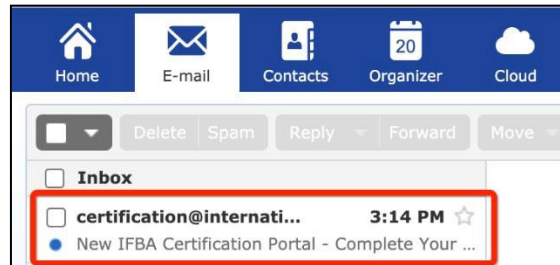 20
Home E-mail Contacts Organizer Cloud
Delete Spam Reply Forward Move
Inbox
certification@internati... 3:14 PM
New IFBA Certification Portal - Complete Your ...